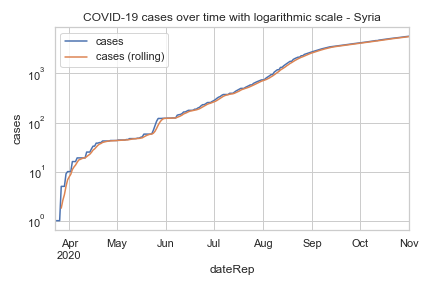 COVID-19 cases over time with logarithmic scale - Syria
cases
cases (rolling)
10³
10²
10¹
10⁰
cases
Apr May Jun Jul Aug Sep Oct Nov
2020
dateRep